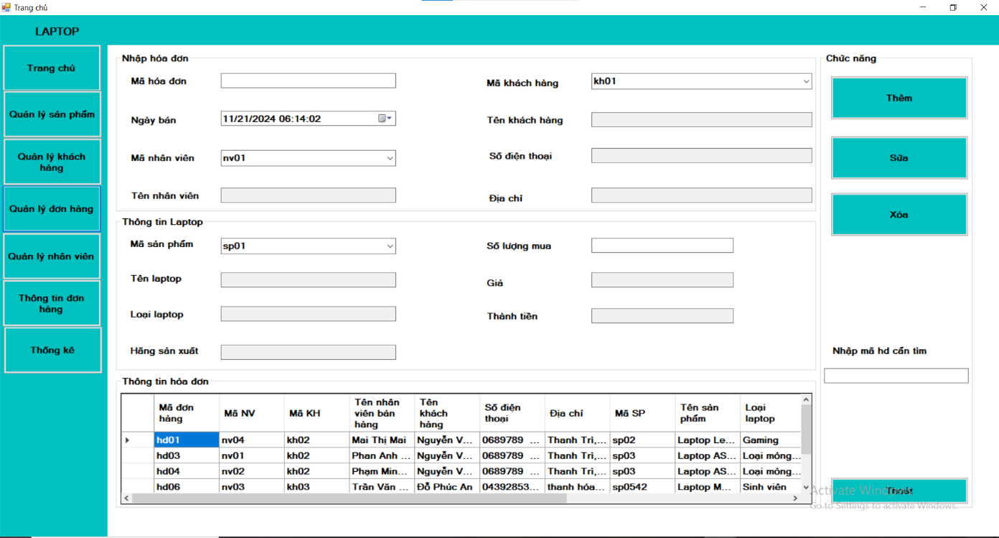 Trang chủ
LAPTOP
Trang chủ
Quản lý sản phẩm
Quản lý khách
hàng
Quản lý đơn hàng
Quản lý nhân viên
Thông tin đơn
hàng
Thống kê
Nhập hóa đơn
Mã hóa đơn
Ngày bán 11/21/2024 06:14:02
Mã nhân viên nv01
Tên nhân viên
Mã khách hàng kh01
Tên khách hàng
Số điện thoại
Địa chỉ
Thông tin Laptop
Mã sản phẩm sp01
Tên laptop
Loại laptop
Hãng sản xuất
Số lượng mua
Giá
Thành tiền
Thông tin hóa đơn
Mã đơn
hàng
Mã NV
Mã KH
Tên nhân
viên bán
hàng
Tên
khách
hàng
Số điện
thoại
Địa chỉ
Mã SP
Tên sản
phẩm
Loại
laptop
hd01 nv04 kh02 Mai Thị Mai Nguyễn V... 0689789 ... Thanh Trì,... sp02 Laptop Le... Gaming
hd03 nv01 kh02 Phan Anh ... Nguyễn V... 0689789 ... Thanh Trì,... sp03 Laptop AS... Loại mỏng...
hd04 nv02 kh02 Phạm Min... Nguyễn V... 0689789 ... Thanh Trì,... sp03 Laptop AS... Loại mỏng...
hd06 nv03 kh03 Trần Văn ... Đỗ Phúc An 04392853... thanh hóa... sp0542 Laptop M... Sinh viên
Chức năng
Thêm
Sửa
Xóa
Nhập mã hd cần tìm
Thoát
Activate Windows
Go to Settings to activate Windows.